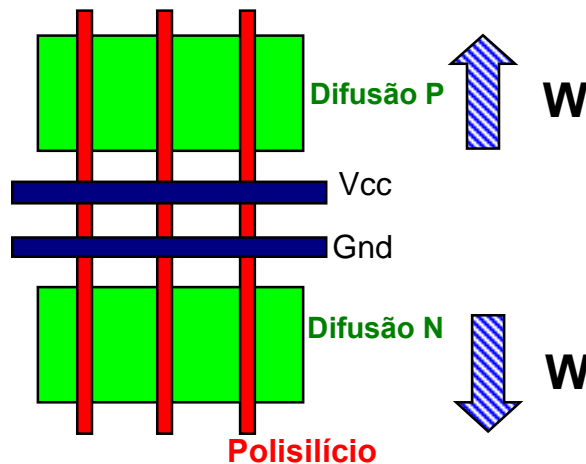 Difusão P
W
Vcc
Gnd
Difusão N
W
Polisilício